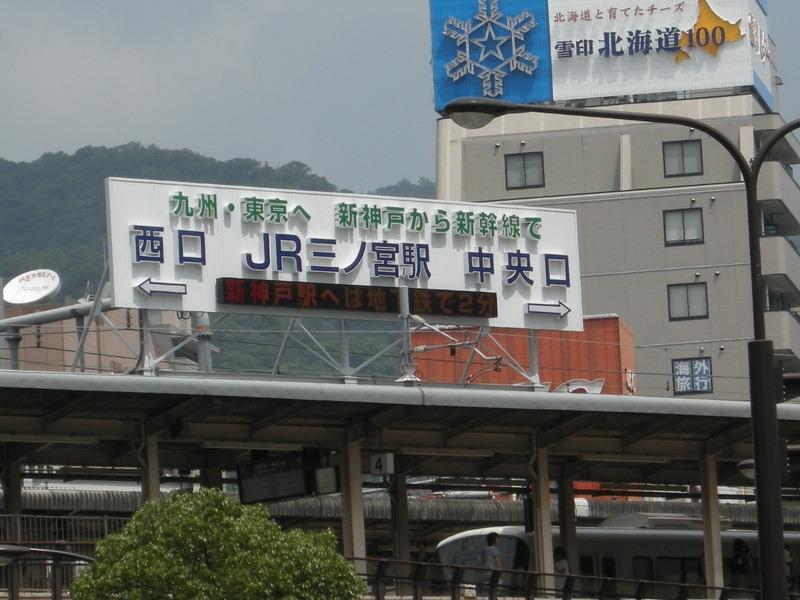 北海道と育てたチーズ
雪印 北海道100
九州・東京へ 新神戸から新幹線で
西口 JR三ノ宮駅 中央口
新神戸駅へは地下鉄で2分
海外
旅行
4